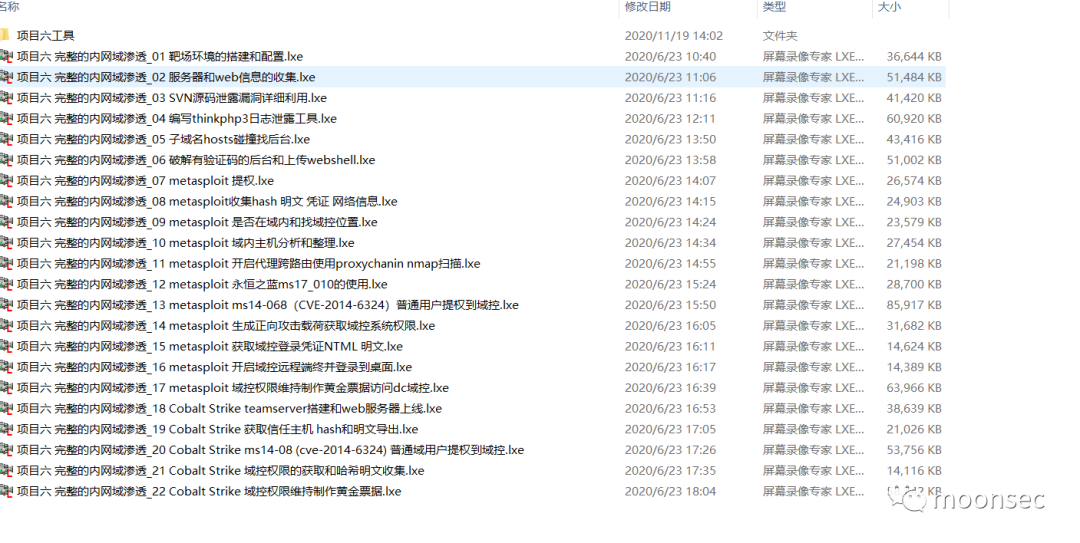 名称 修改日期 类型 大小
项目六工具 2020/11/19 14:02 文件夹
项目六 完整的内网域渗透_01 靶场环境的搭建和配置.lxe 2020/6/23 10:40 屏幕录像专家 LXE... 36,644 KB
项目六 完整的内网域渗透_02 服务器和web信息的收集.lxe 2020/6/23 11:06 屏幕录像专家 LXE... 51,484 KB
项目六 完整的内网域渗透_03 SVN源码泄露漏洞详细利用.lxe 2020/6/23 11:16 屏幕录像专家 LXE... 41,420 KB
项目六 完整的内网域渗透_04 编写thinkphp3日志泄露工具.lxe 2020/6/23 12:11 屏幕录像专家 LXE... 60,920 KB
项目六 完整的内网域渗透_05 子域名hosts碰撞找后台.lxe 2020/6/23 13:50 屏幕录像专家 LXE... 43,416 KB
项目六 完整的内网域渗透_06 破解有验证码的后台和上传webshell.lxe 2020/6/23 13:58 屏幕录像专家 LXE... 51,002 KB
项目六 完整的内网域渗透_07 metasploit 提权.lxe 2020/6/23 14:07 屏幕录像专家 LXE... 26,574 KB
项目六 完整的内网域渗透_08 metasploit收集hash 明文 凭证 网络信息.lxe 2020/6/23 14:15 屏幕录像专家 LXE... 24,903 KB
项目六 完整的内网域渗透_09 metasploit 是否在域内和找域控位置.lxe 2020/6/23 14:24 屏幕录像专家 LXE... 23,579 KB
项目六 完整的内网域渗透_10 metasploit 域内主机分析和整理.lxe 2020/6/23 14:34 屏幕录像专家 LXE... 27,454 KB
项目六 完整的内网域渗透_11 metasploit 开启代理跨路由使用proxychanin nmap扫描.lxe 2020/6/23 14:55 屏幕录像专家 LXE... 21,198 KB
项目六 完整的内网域渗透_12 metasploit 永恒之蓝ms17_010的使用.lxe 2020/6/23 15:24 屏幕录像专家 LXE... 28,700 KB
项目六 完整的内网域渗透_13 metasploit ms14-068（CVE-2014-6324）普通用户提权到域控.lxe 2020/6/23 15:50 屏幕录像专家 LXE... 85,917 KB
项目六 完整的内网域渗透_14 metasploit 生成正向攻击载荷获取域控系统权限.lxe 2020/6/23 16:05 屏幕录像专家 LXE... 31,682 KB
项目六 完整的内网域渗透_15 metasploit 获取域控登录凭证NTML 明文.lxe 2020/6/23 16:11 屏幕录像专家 LXE... 14,624 KB
项目六 完整的内网域渗透_16 metasploit 开启域控远程端终并登录到桌面.lxe 2020/6/23 16:17 屏幕录像专家 LXE... 14,389 KB
项目六 完整的内网域渗透_17 metasploit 域控权限维持制作黄金票据访问dc域控.lxe 2020/6/23 16:39 屏幕录像专家 LXE... 63,966 KB
项目六 完整的内网域渗透_18 Cobalt Strike teamserver搭建和web服务器上线.lxe 2020/6/23 16:53 屏幕录像专家 LXE... 38,639 KB
项目六 完整的内网域渗透_19 Cobalt Strike 获取信任主机 hash和明文导出.lxe 2020/6/23 17:05 屏幕录像专家 LXE... 21,026 KB
项目六 完整的内网域渗透_20 Cobalt Strike ms14-08 (cve-2014-6324) 普通域用户提权到域控.lxe 2020/6/23 17:26 屏幕录像专家 LXE... 53,756 KB
项目六 完整的内网域渗透_21 Cobalt Strike 域控权限的获取和哈希明文收集.lxe 2020/6/23 17:35 屏幕录像专家 LXE... 14,116 KB
项目六 完整的内网域渗透_22 Cobalt Strike 域控权限维持制作黄金票据.lxe 2020/6/23 18:04 屏幕录像专家 LXE... KB
moonsec